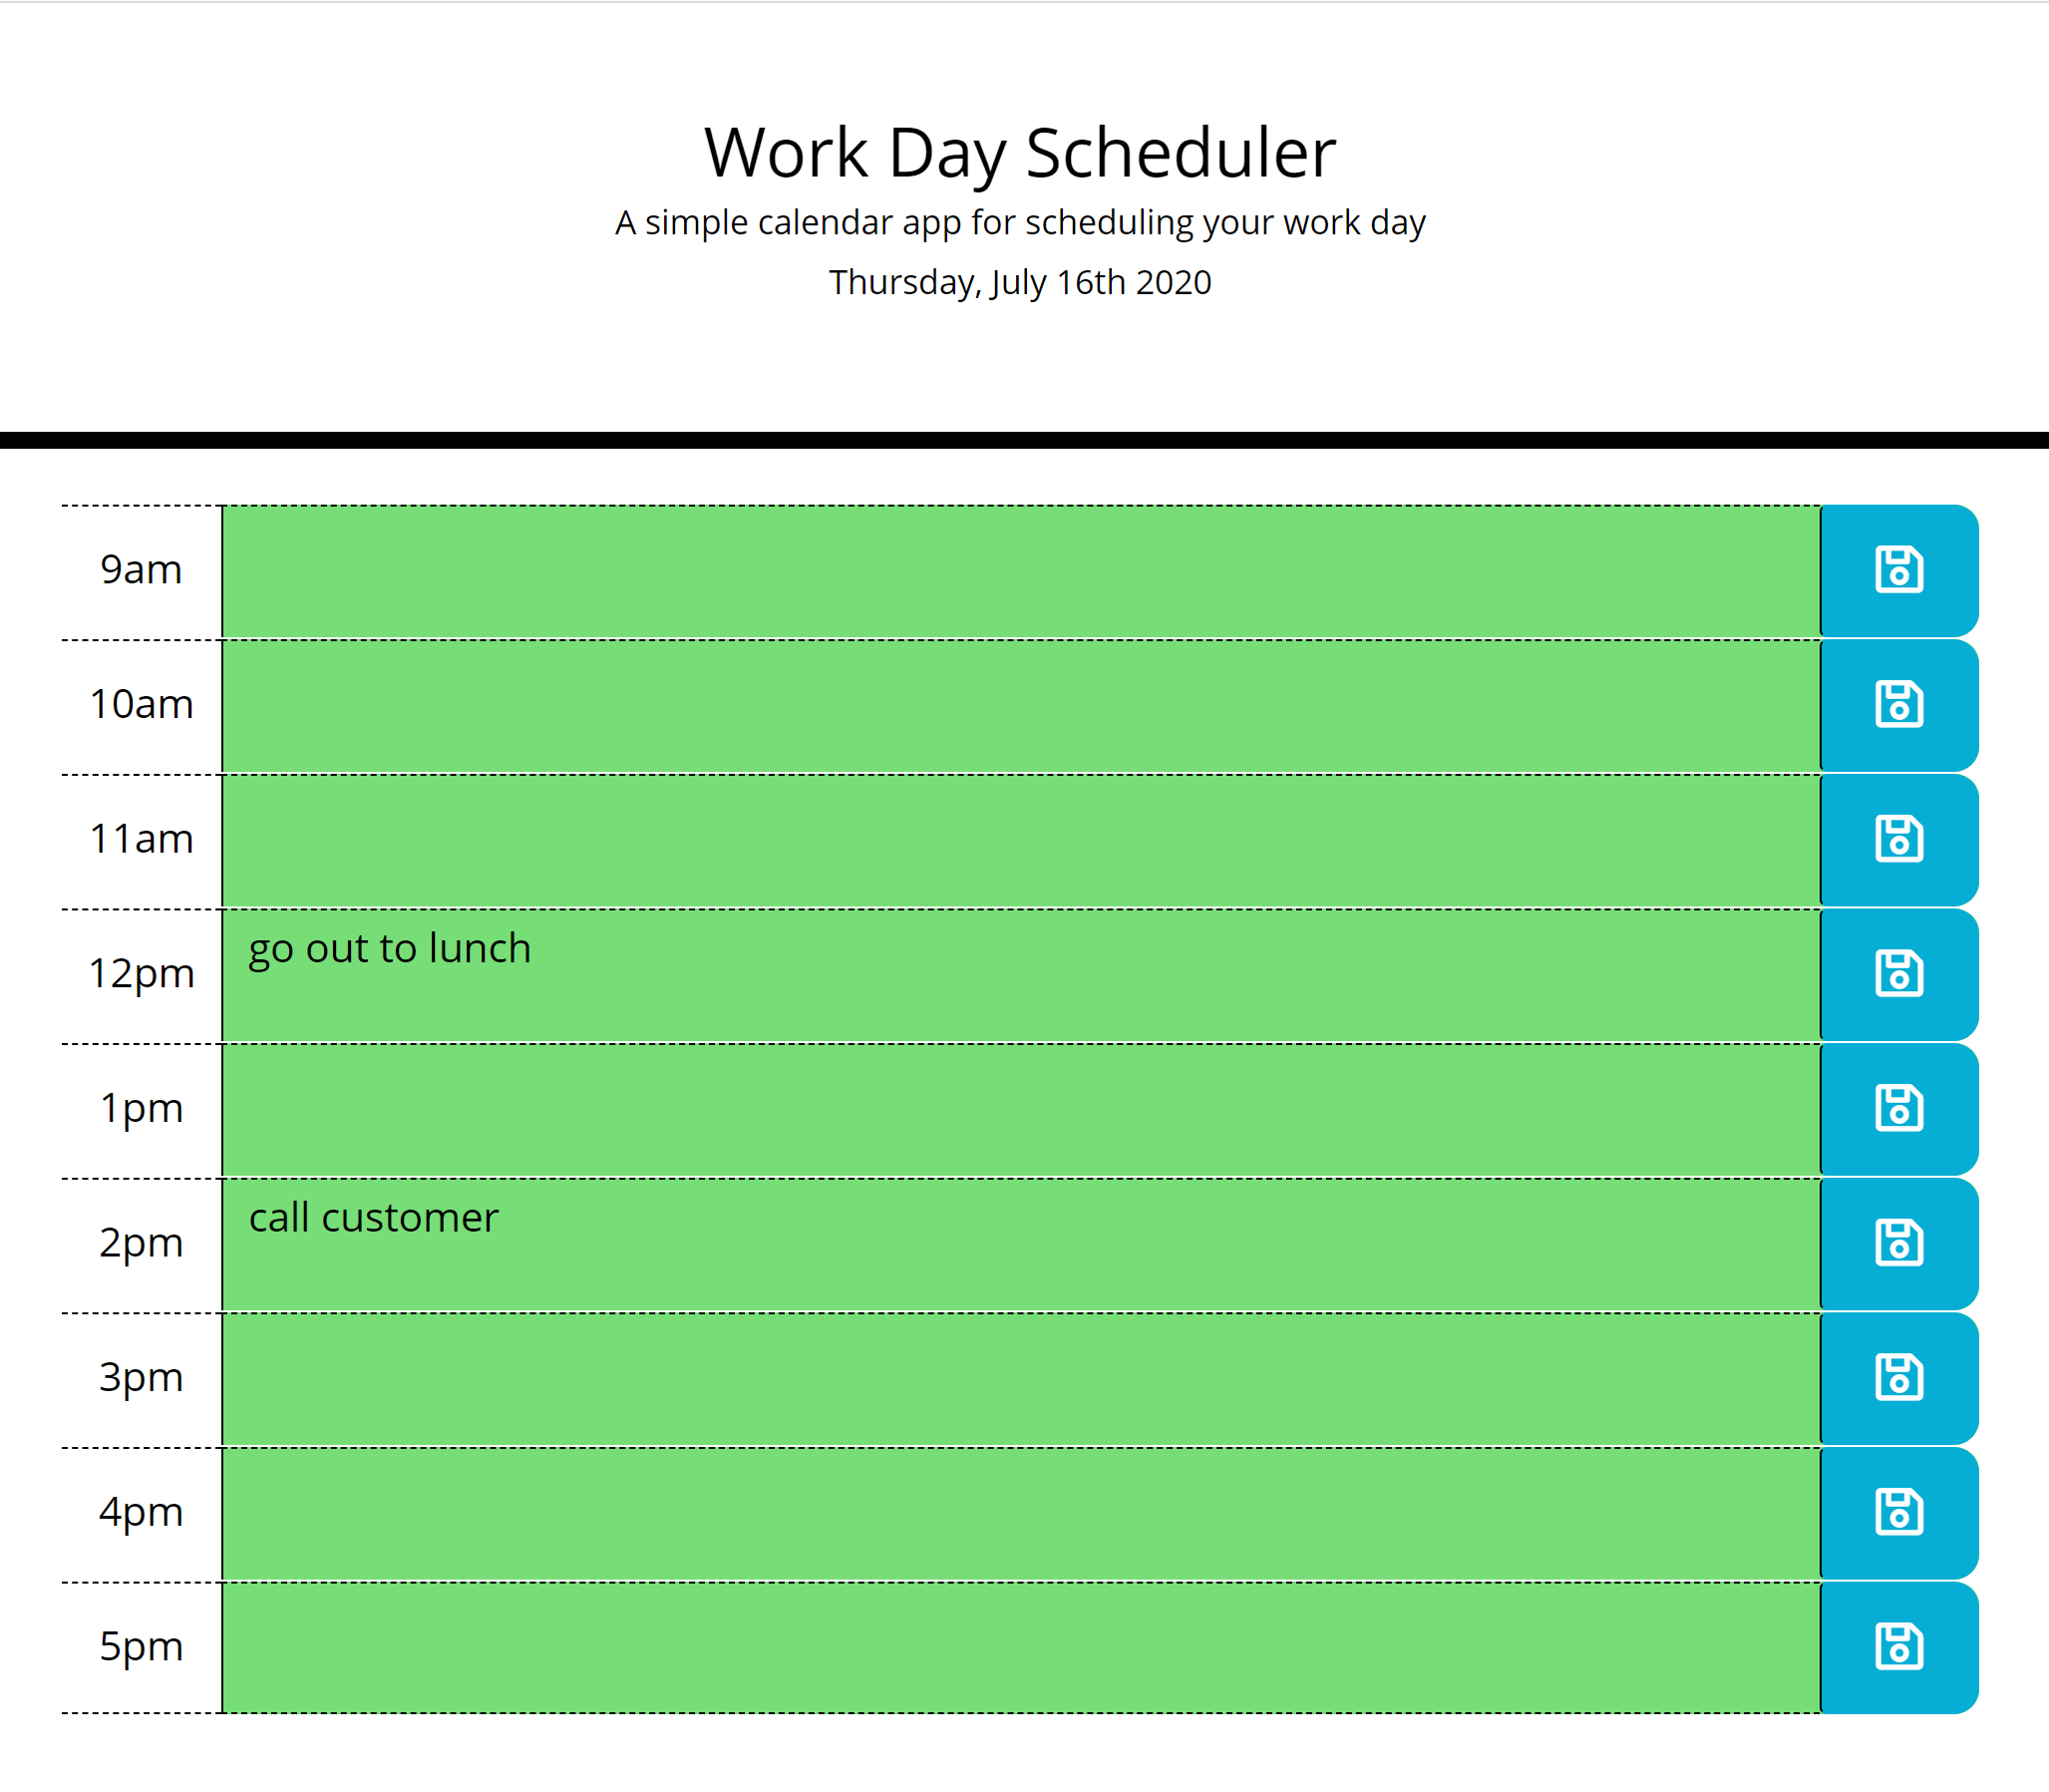 Work Day Scheduler
A simple calendar app for scheduling your work day
Thursday, July 16th 2020
9am
10am
11am
12pm go out to lunch
1pm
2pm call customer
3pm
4pm
5pm